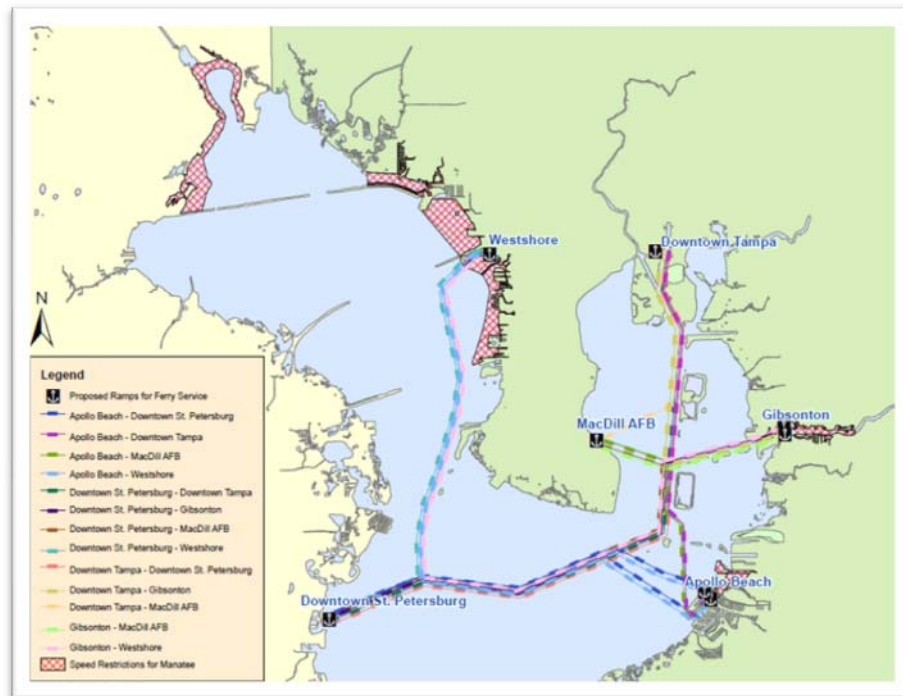 Westshore
Downtown Tampa
N
MacDill AFB
Gibsonton
Apollo Beach
Downtown St. Petersburg
Legend
Proposed Ramps for Ferry Service
Apollo Beach - Downtown St. Petersburg
Apollo Beach - Downtown Tampa
Apollo Beach - MacDill AFB
Apollo Beach - Westshore
Downtown St. Petersburg - Downtown Tampa
Downtown St. Petersburg - Gibsonton
Downtown St. Petersburg - MacDill AFB
Downtown St. Petersburg - Westshore
Downtown Tampa - Downtown St. Petersburg
Downtown Tampa - Gibsonton
Downtown Tampa - MacDill AFB
Gibsonton - MacDill AFB
Gibsonton - Westshore
Speed Restrictions for Manatee